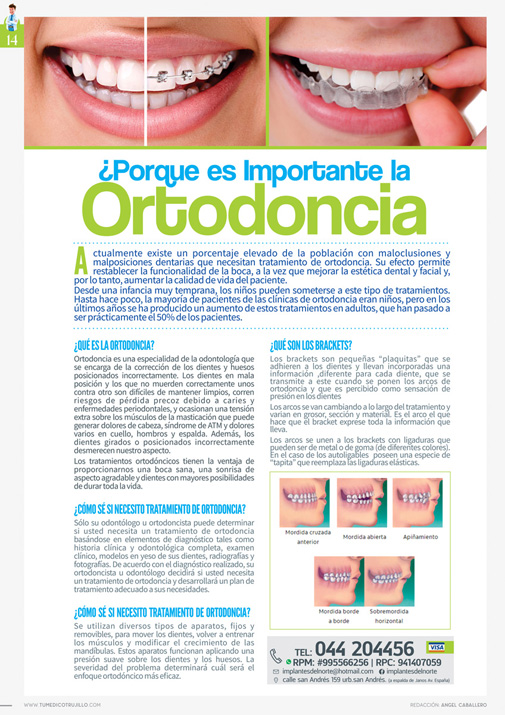 14
¿Porque es Importante la
Ortodoncia
Actualmente existe un porcentaje elevado de la población con maloclusiones y
malposiciones dentarias que necesitan tratamiento de ortodoncia. Su efecto permite
restablecer la funcionalidad de la boca, a la vez que mejorar la estética dental y facial y,
por lo tanto, aumentar la calidad de vida del paciente.
Desde una infancia muy temprana, los niños pueden someterse a este tipo de tratamientos.
Hasta hace poco, la mayoría de pacientes de las clínicas de ortodoncia eran niños, pero en los
últimos años se ha producido un aumento de estos tratamientos en adultos, que han pasado a
ser prácticamente el 50% de los pacientes.
¿QUÉ ES LA ORTODONCIA?
Ortodoncia es una especialidad de la odontología que
se encarga de la corrección de los dientes y huesos
posicionados incorrectamente. Los dientes en mala
posición y los que no muerden correctamente unos
contra otro son difíciles de mantener limpios, corren
riesgos de pérdida precoz debido a caries y
enfermedades periodontales, y ocasionan una tensión
extra sobre los músculos de la masticación que puede
generar dolores de cabeza, síndrome de ATM y dolores
varios en cuello, hombros y espalda. Además, los
dientes girados o posicionados incorrectamente
desmerecen nuestro aspecto.
Los tratamientos ortodóncicos tienen la ventaja de
proporcionarnos una boca sana, una sonrisa de
aspecto agradable y dientes con mayores posibilidades
de durar toda la vida.
¿CÓMO SÉ SI NECESITO TRATAMIENTO DE ORTODONCIA?
Sólo su odontólogo u ortodoncista puede determinar
si usted necesita un tratamiento de ortodoncia
basándose en elementos de diagnóstico tales como
historia clínica y odontológica completa, examen
clínico, modelos en yeso de sus dientes, radiografías y
fotografías. De acuerdo con el diagnóstico realizado, su
ortodoncista u odontólogo decidirá si usted necesita
un tratamiento de ortodoncia y desarrollará un plan de
tratamiento adecuado a sus necesidades.
¿CÓMO SÉ SI NECESITO TRATAMIENTO DE ORTODONCIA?
Se utilizan diversos tipos de aparatos, fijos y
removibles, para mover los dientes, volver a entrenar
los músculos y modificar el crecimiento de las
mandíbulas. Estos aparatos funcionan aplicando una
presión suave sobre los dientes y los huesos. La
severidad del problema determinará cuál será el
enfoque ortodóncico más eficaz.
¿QUÉ SON LOS BRACKETS?
Los brackets son pequeñas "plaquitas" que se
adhieren a los dientes y llevan incorporadas una
información ,diferente para cada diente, que se
transmite a este cuando se ponen los arcos de
ortodoncia y que es percibido como sensación de
presión en los dientes
Los arcos se van cambiando a lo largo del tratamiento y
varían en grosor, sección y material. Es el arco el que
hace que el bracket exprese toda la información que
lleva.
Los arcos se unen a los brackets con ligaduras que
pueden ser de metal o de goma (de diferentes colores).
En el caso de los autoligables poseen una especie de
"tapita" que reemplaza las ligaduras elásticas.
Mordida cruzada
anterior
Mordida abierta
Apiñamiento
Mordida borde
a borde
Sobremordida
horizontal
TEL: 044 204456
VISA
RPM: #995566256 | RPC: 941407059
implantesdelnorte@hotmail.com implantesdelnorte
calle san Andrés 159 urb.san Andrés. (a espalda de Janos Av. España)
WWW.TUMEDICOTRUJILLO.COM
REDACCIÓN: ANGEL CABALLERO